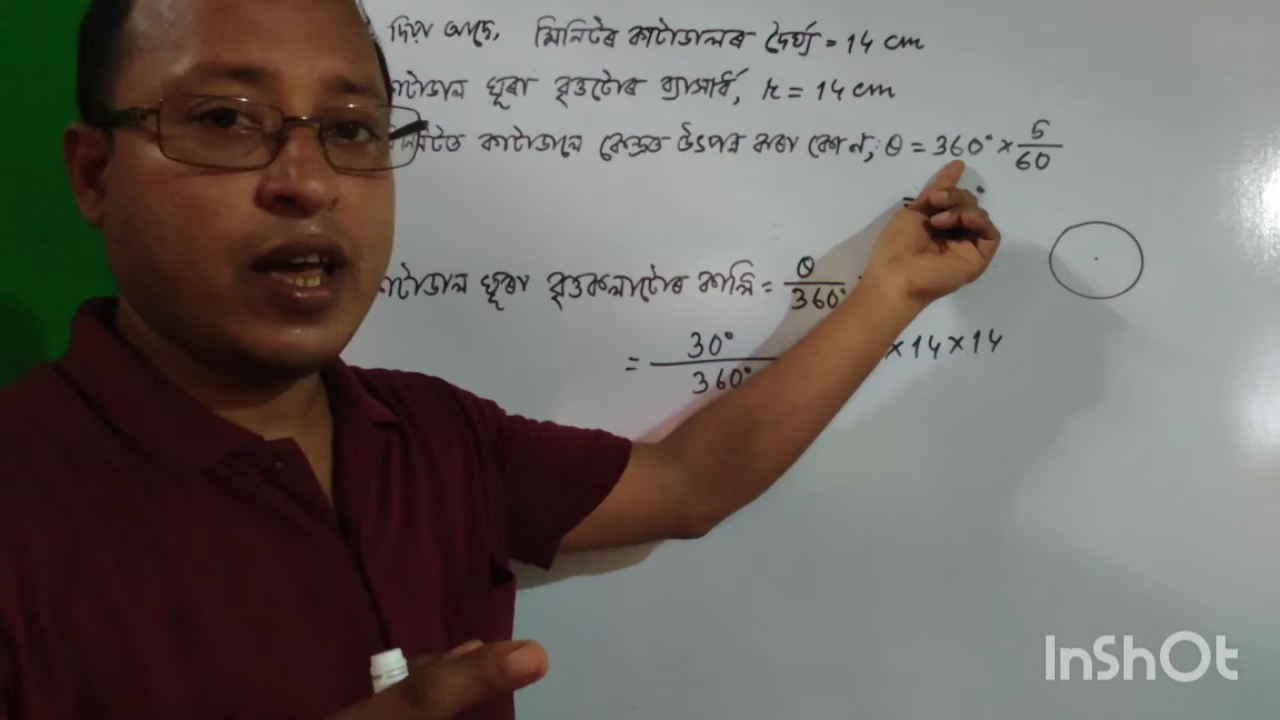 দিয়া আছে, মিনিটৰ কাটাডালৰ দৈৰ্ঘ্য = 14 cm
ঘূৰা বৃত্তটোৰ ব্যাসাৰ্ধ, r = 14 cm
কাটাডালে কেন্দ্ৰত উৎপন্ন কৰা কোণ, θ = 360° × 5/60
=
ঘূৰা বৃত্তকলাটোৰ কালি = θ/360°
= 30°/360° × 14 × 14
InShOt